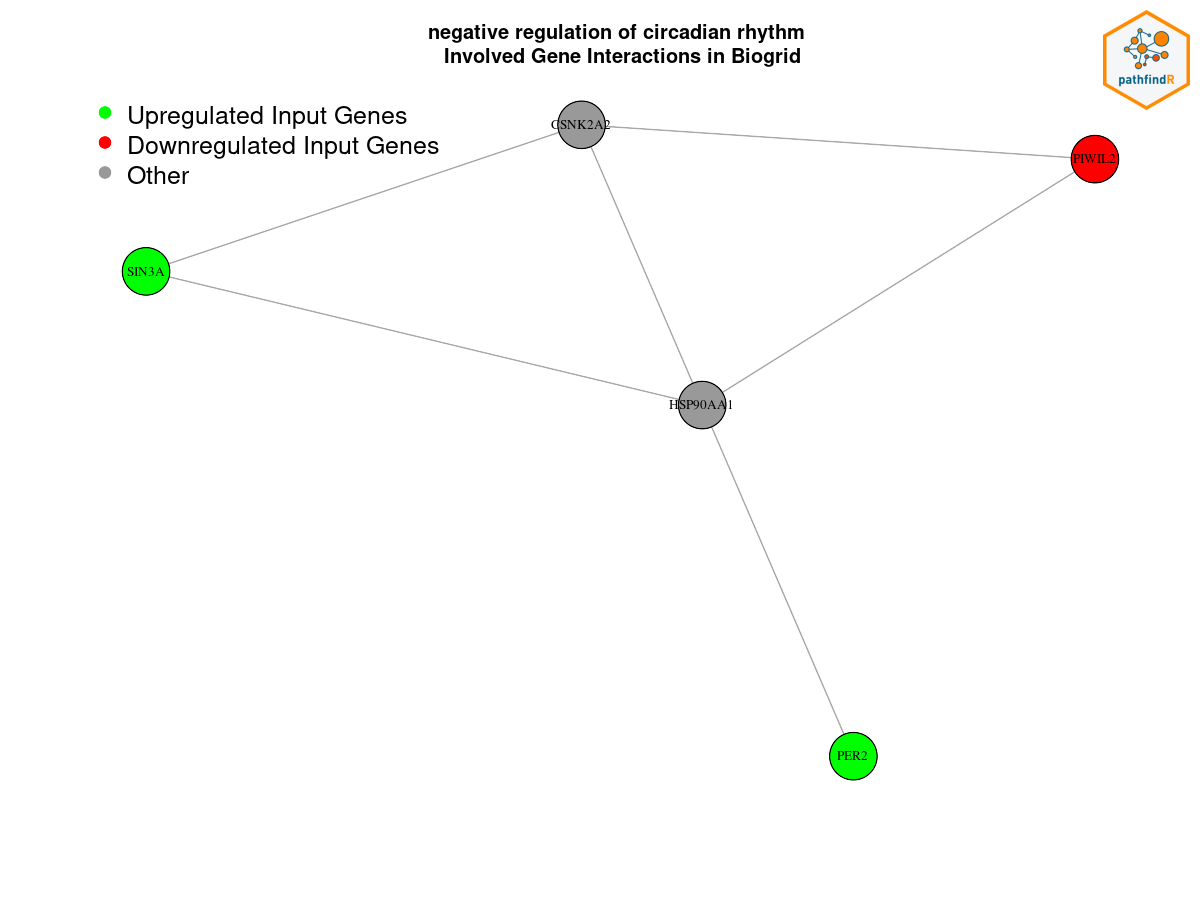 negative regulation of circadian rhythm
Involved Gene Interactions in Biogrid
pathfindR
Upregulated Input Genes
Downregulated Input Genes
Other
CSNK2A2
PIWIL2
SIN3A
HSP90AA1
PER2